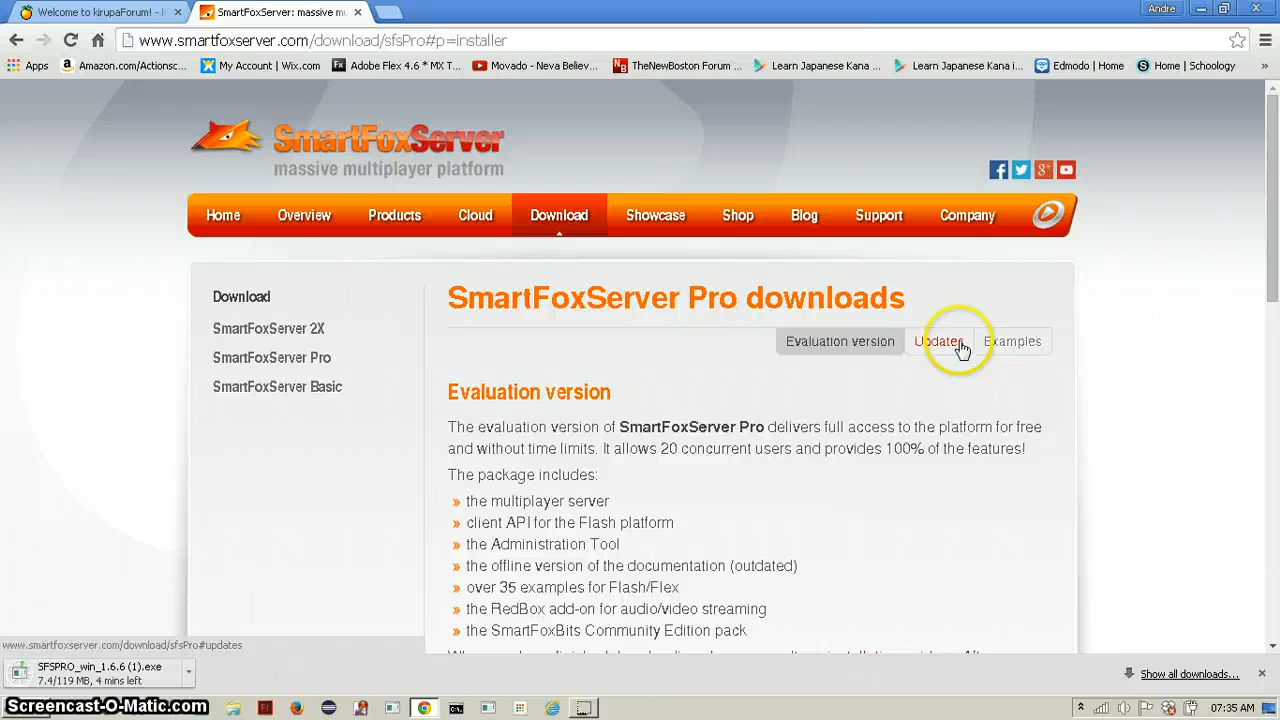 Welcome to kirupaForum! - k
SmartFoxServer: massive m
Andre
www.smartfoxserver.com/download/sfsPro#p=installer
Apps
Amazon.com/Actionsc...
My Account | Wix.com
Adobe Flex 4.6 * MX T...
Movado - Neva Believ...
TheNewBoston Forum ...
Learn Japanese Kana ...
Learn Japanese Kana i...
Edmodo | Home
Home | Schoology
»
SmartFoxServer
massive multiplayer platform
Home
Overview
Products
Cloud
Download
Showcase
Shop
Blog
Support
Company
Download
SmartFoxServer 2X
SmartFoxServer Pro
SmartFoxServer Basic
SmartFoxServer Pro downloads
Evaluation version
Updates
Examples
Evaluation version
The evaluation version of SmartFoxServer Pro delivers full access to the platform for free
and without time limits. It allows 20 concurrent users and provides 100% of the features!
The package includes:
» the multiplayer server
» client API for the Flash platform
» the Administration Tool
» the offline version of the documentation (outdated)
» over 35 examples for Flash/Flex
» the RedBox add-on for audio/video streaming
» the SmartFoxBits Community Edition pack
www.smartfoxserver.com/download/sfsPro#updates
SFSPRO_win_1.6.6 (1).exe
7.4/119 MB, 4 mins left
Show all downloads...
Screencast-O-Matic.com
07:35 AM